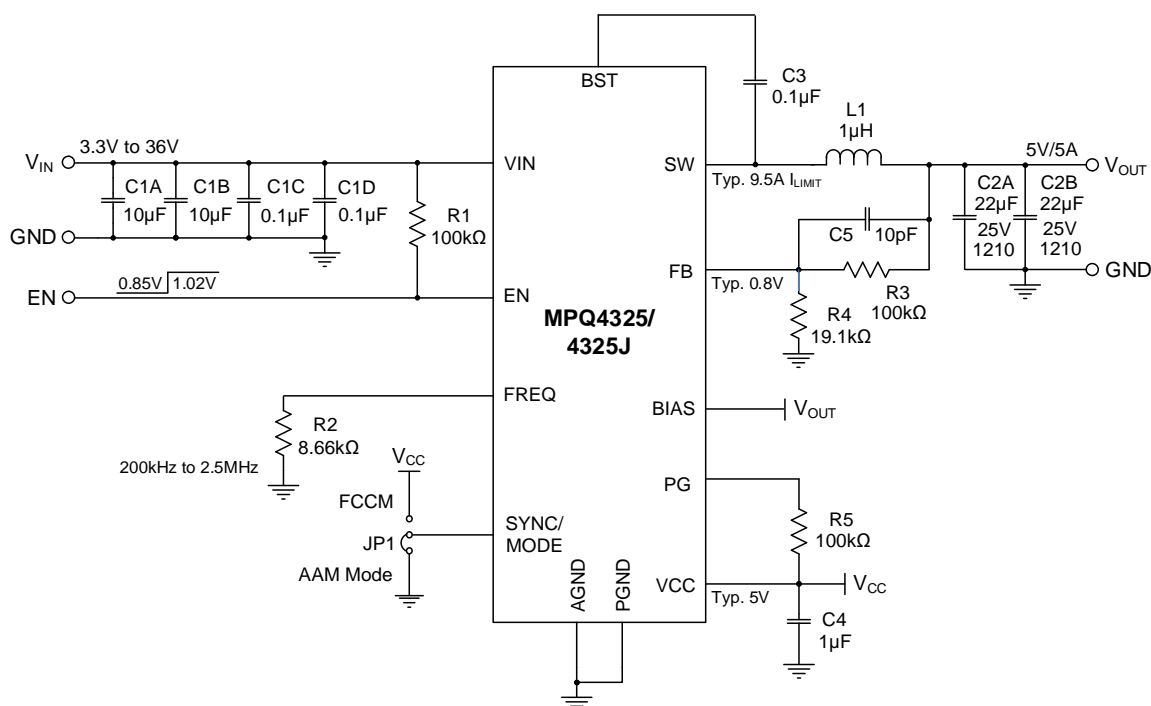 BST
C3
0.1µF
L1
1µH
VIN 3.3V to 36V
VIN
SW
5V/5A
VOUT
Typ. 9.5A ILIMIT
C1A
10µF
C1B
10µF
C1C
0.1µF
C1D
0.1µF
R1
100kΩ
C2A
22µF
25V
1210
C2B
22µF
25V
1210
GND
C5
10pF
FB
Typ. 0.8V
R3
100kΩ
GND
EN
0.85V
1.02V
EN
R4
19.1kΩ
MPQ4325/
4325J
FREQ
R2
8.66kΩ
200kHz to 2.5MHz
BIAS
VOUT
VCC
FCCM
JP1
AAM Mode
SYNC/
MODE
PG
R5
100kΩ
VCC
Typ. 5V
VCC
C4
1µF
AGND
PGND